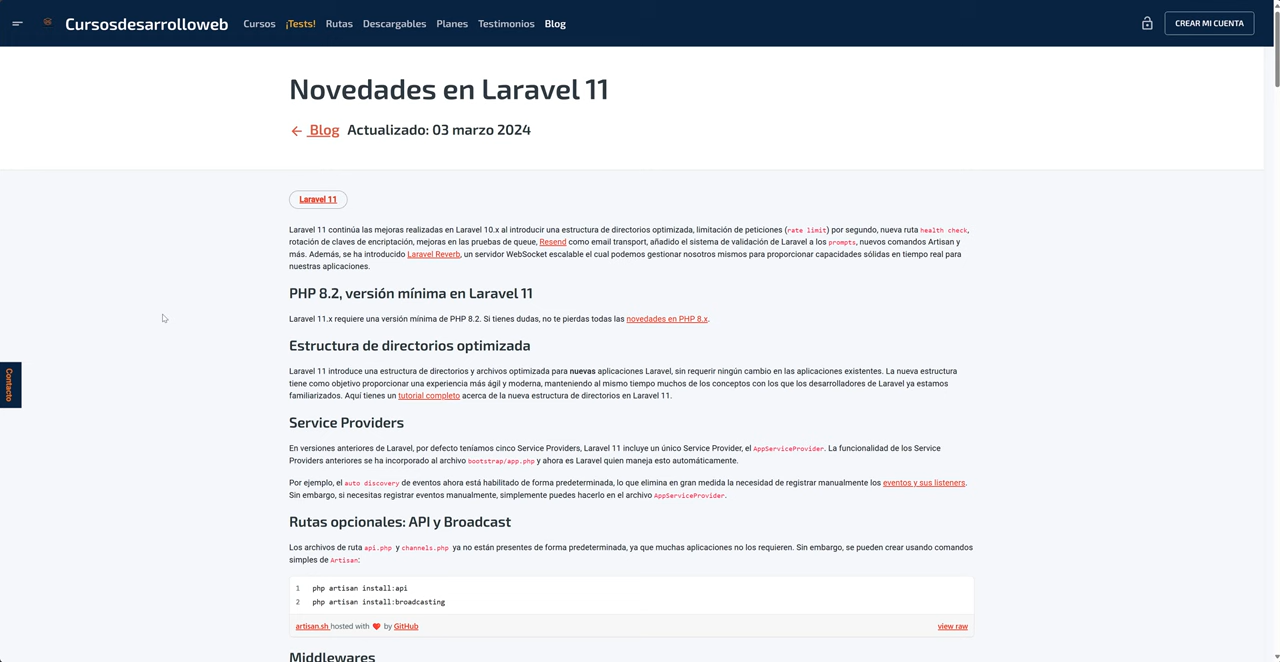 Cursosdesarrolloweb Cursos ¡Tests! Rutas Descargables Planes Testimonios Blog CREAR MI CUENTA
Novedades en Laravel 11
← Blog Actualizado: 03 marzo 2024
Laravel 11
Laravel 11 continúa las mejoras realizadas en Laravel 10.x al introducir una estructura de directorios optimizada, limitación de peticiones (rate limit) por segundo, nueva ruta health check,
rotación de claves de encriptación, mejoras en las pruebas de queue, Resend como email transport, añadido el sistema de validación de Laravel a los prompts, nuevos comandos Artisan y
más. Además, se ha introducido Laravel Reverb, un servidor WebSocket escalable el cual podemos gestionar nosotros mismos para proporcionar capacidades sólidas en tiempo real para
nuestras aplicaciones.
PHP 8.2, versión mínima en Laravel 11
Laravel 11.x requiere una versión mínima de PHP 8.2. Si tienes dudas, no te pierdas todas las novedades en PHP 8.x.
Estructura de directorios optimizada
Laravel 11 introduce una estructura de directorios y archivos optimizada para nuevas aplicaciones Laravel, sin requerir ningún cambio en las aplicaciones existentes. La nueva estructura
tiene como objetivo proporcionar una experiencia más ágil y moderna, manteniendo al mismo tiempo muchos de los conceptos con los que los desarrolladores de Laravel ya estamos
familiarizados. Aquí tienes un tutorial completo acerca de la nueva estructura de directorios en Laravel 11.
Contacto
Service Providers
En versiones anteriores de Laravel, por defecto teníamos cinco Service Providers, Laravel 11 incluye un único Service Provider, el AppServiceProvider. La funcionalidad de los Service
Providers anteriores se ha incorporado al archivo bootstrap/app.php y ahora es Laravel quien maneja esto automáticamente.
Por ejemplo, el auto discovery de eventos ahora está habilitado de forma predeterminada, lo que elimina en gran medida la necesidad de registrar manualmente los eventos y sus listeners.
Sin embargo, si necesitas registrar eventos manualmente, simplemente puedes hacerlo en el archivo AppServiceProvider.
Rutas opcionales: API y Broadcast
Los archivos de ruta api.php y channels.php ya no están presentes de forma predeterminada, ya que muchas aplicaciones no los requieren. Sin embargo, se pueden crear usando comandos
simples de Artisan:
1 php artisan install:api
2 php artisan install:broadcasting
artisan.sh hosted with ❤ by GitHub view raw
Middlewares